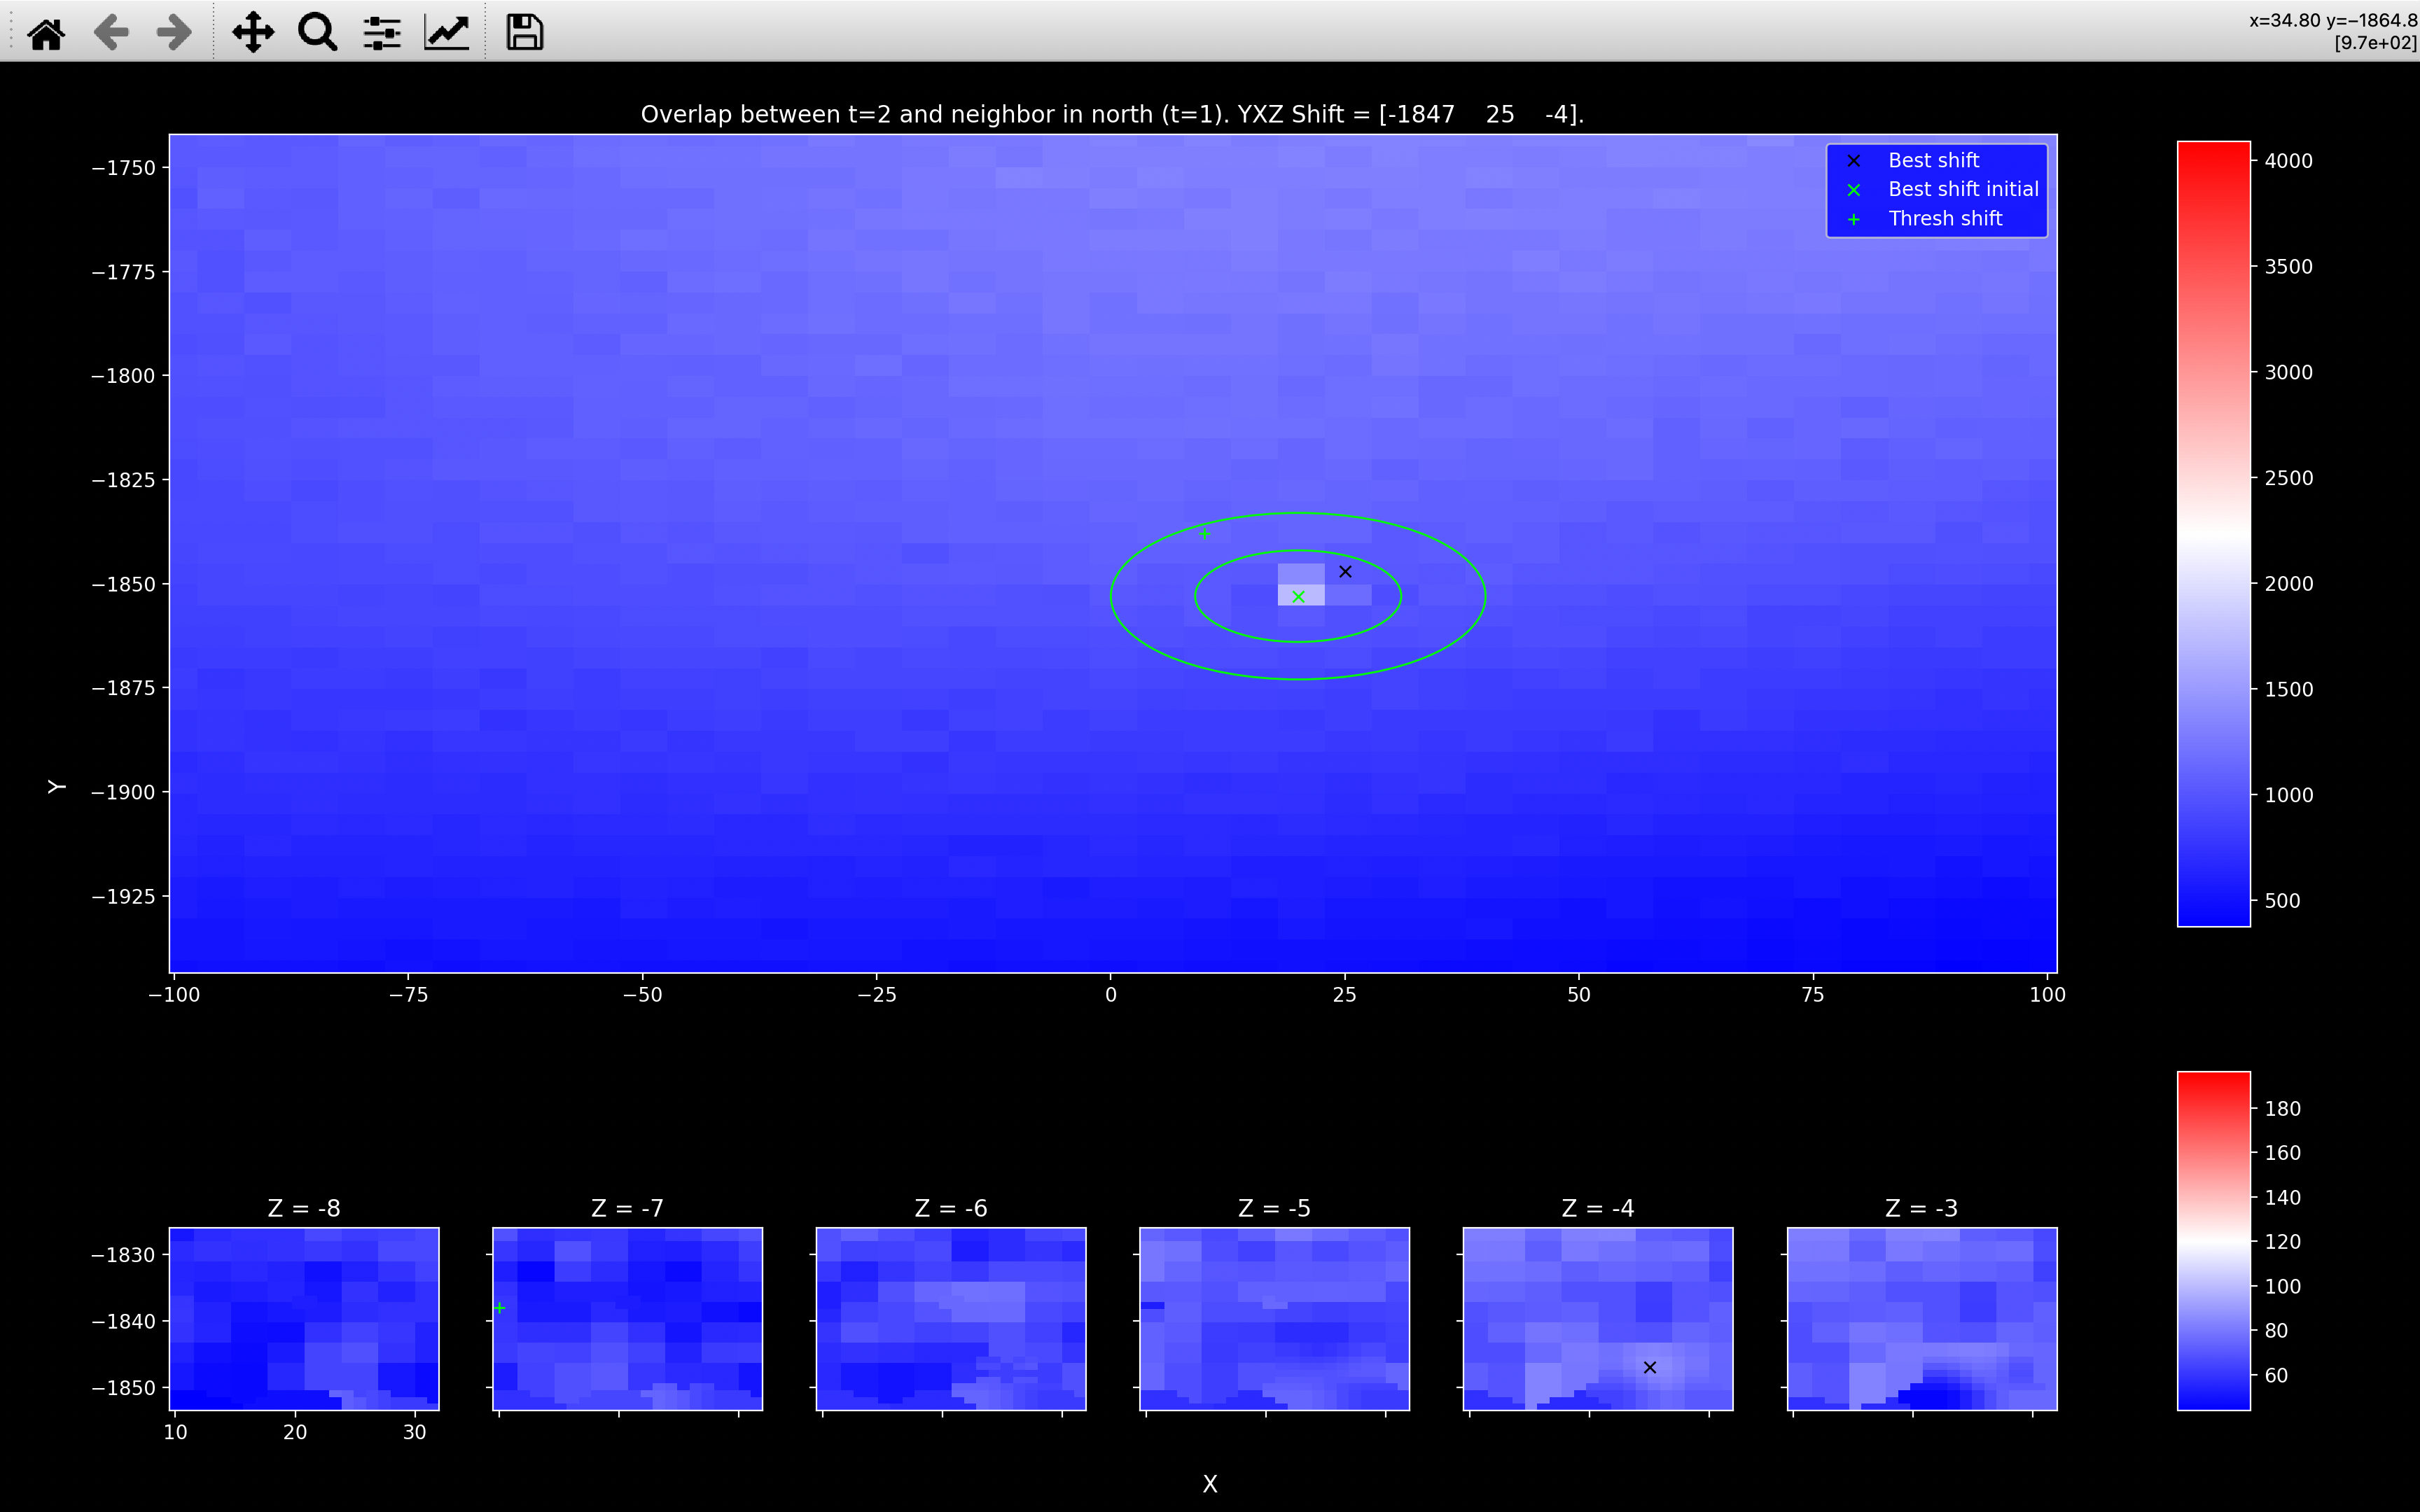 x=34.80 y=−1864.8
[9.7e+02]
Overlap between t=2 and neighbor in north (t=1). YXZ Shift = [-1847 25 -4].
Best shift
Best shift initial
Thresh shift
−1750
−1775
−1800
−1825
−1850
−1875
−1900
−1925
Y
−100 −75 −50 −25 0 25 50 75 100
4000
3500
3000
2500
2000
1500
1000
500
Z = -8 Z = -7 Z = -6 Z = -5 Z = -4 Z = -3
−1830
−1840
−1850
10 20 30
180
160
140
120
100
80
60
X